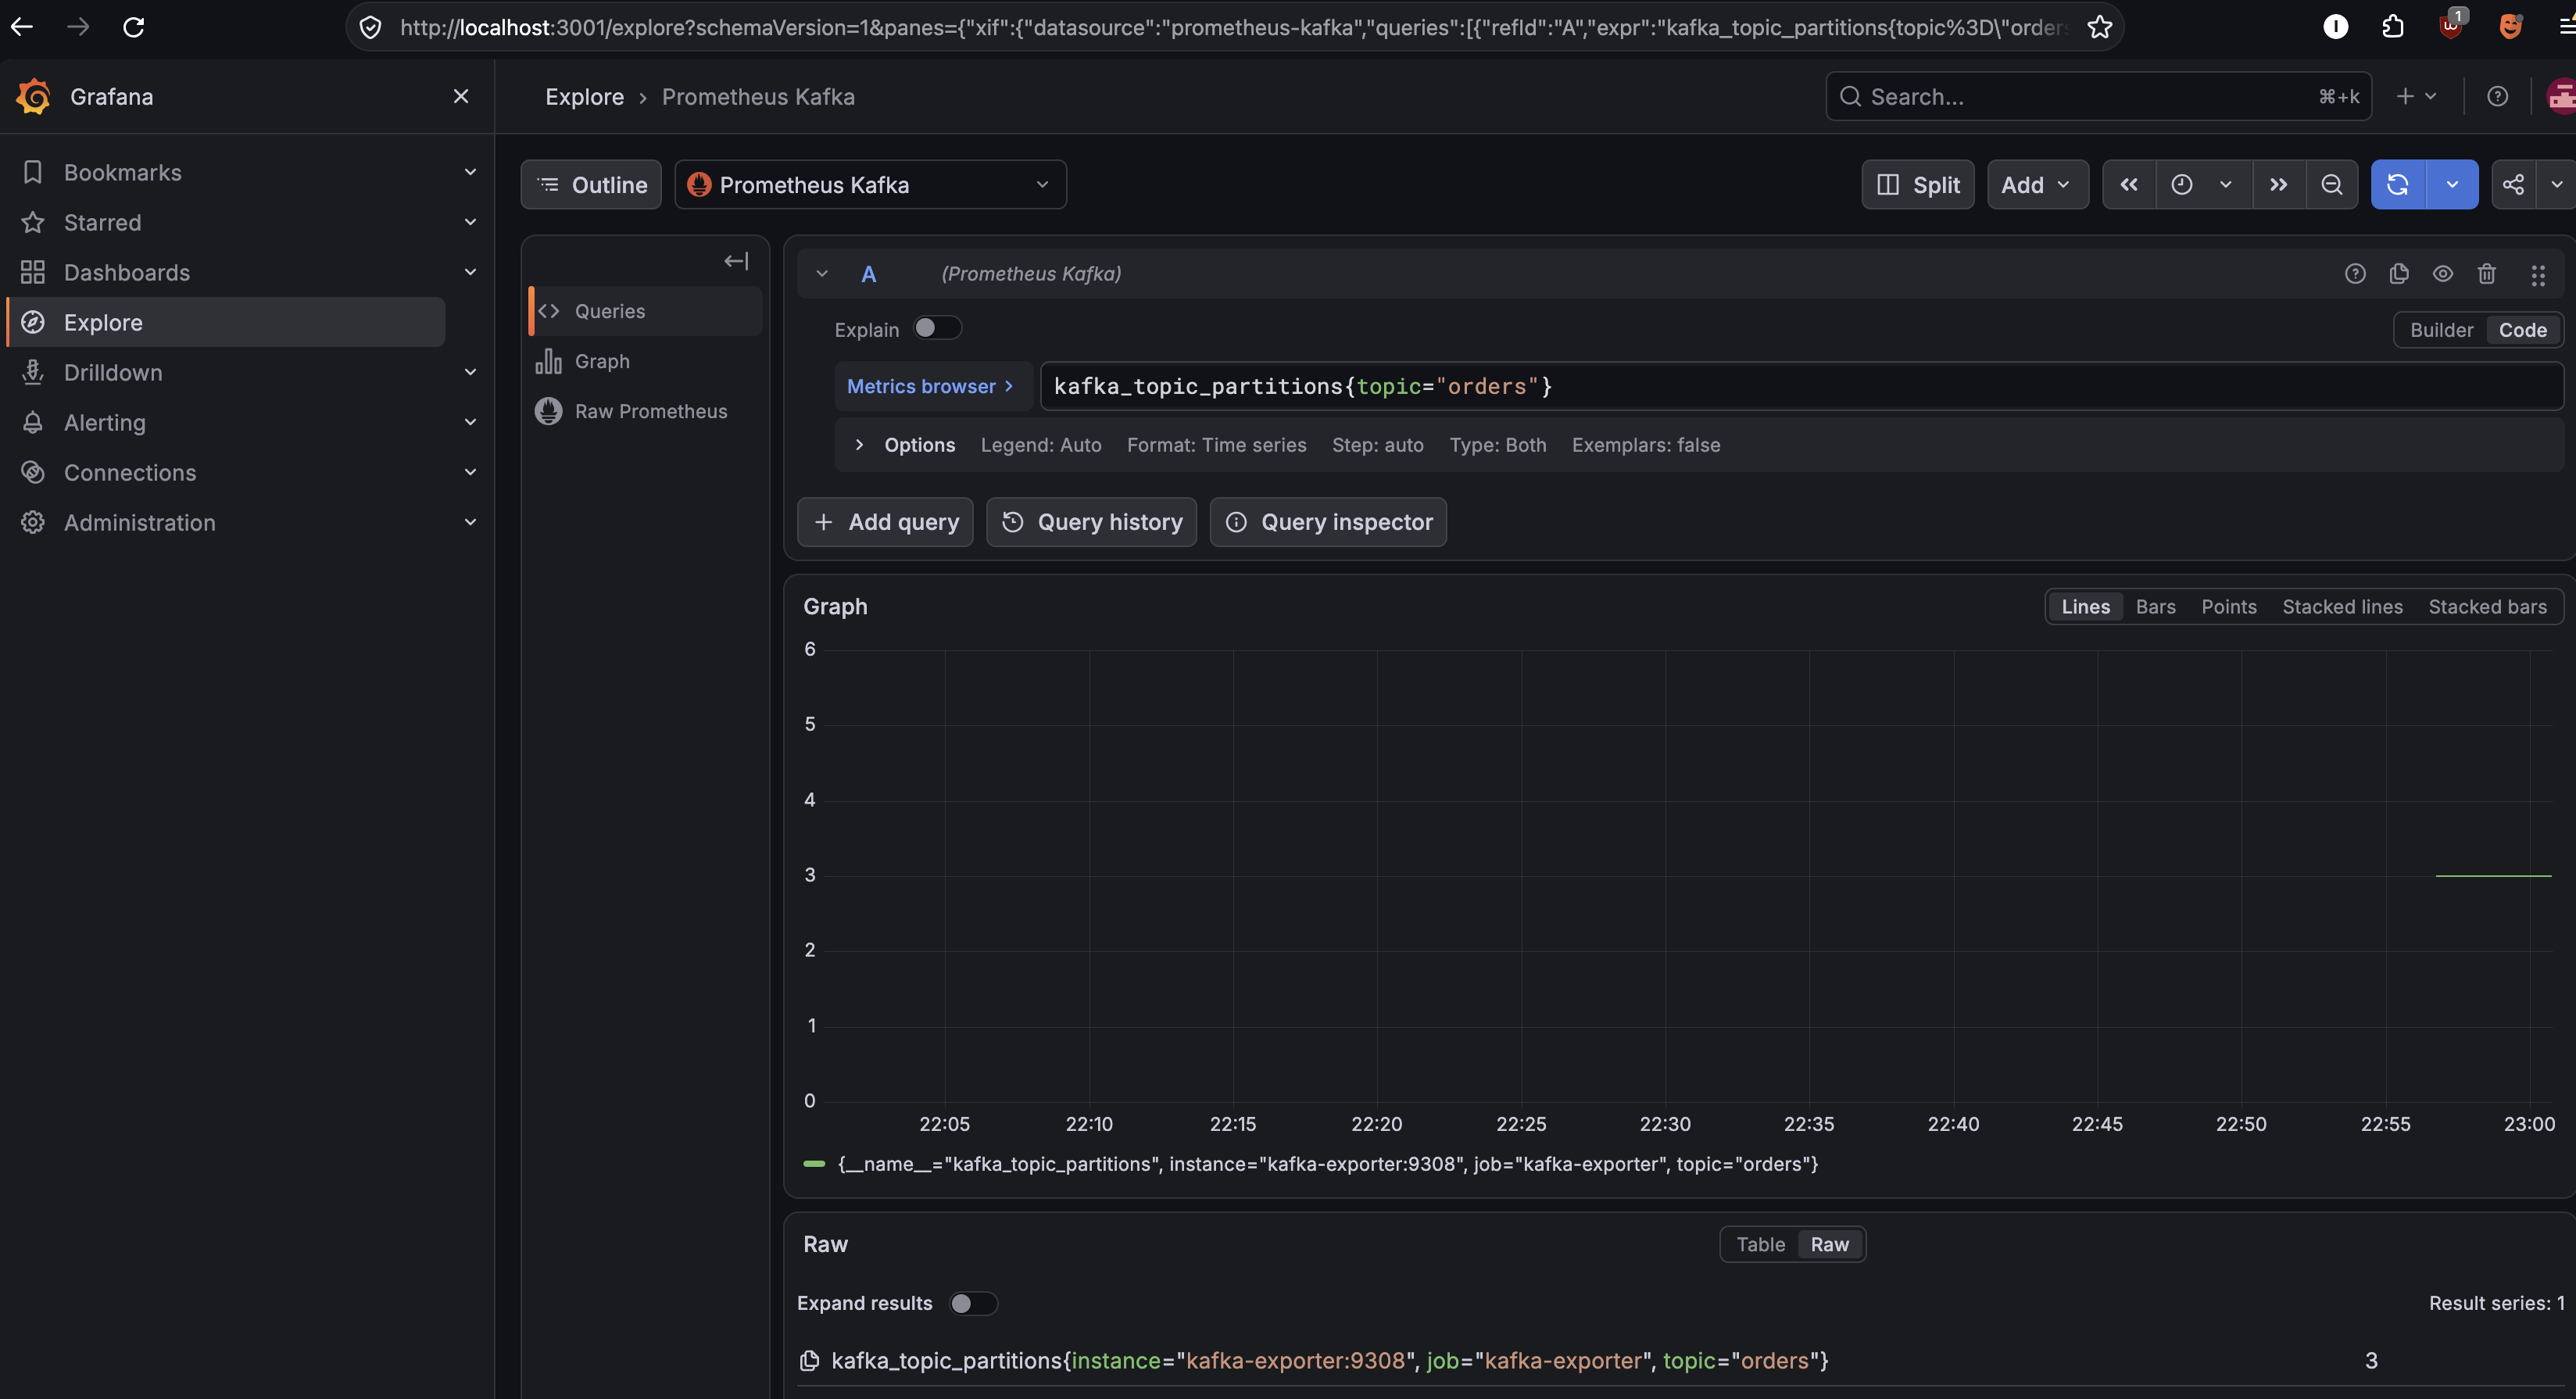 http://localhost:3001/explore?schemaVersion=1&panes={"xif":{"datasource":"prometheus-kafka","queries":[{"refId":"A","expr":"kafka_topic_partitions{topic%3D\"order
1
Grafana
Explore › Prometheus Kafka
Search...
⌘+k
Bookmarks
Starred
Dashboards
Explore
Drilldown
Alerting
Connections
Administration
Outline
Prometheus Kafka
Split
Add
Queries
Graph
Raw Prometheus
A (Prometheus Kafka)
Explain
Builder Code
Metrics browser >
kafka_topic_partitions{topic="orders"}
Options Legend: Auto Format: Time series Step: auto Type: Both Exemplars: false
+ Add query
Query history
Query inspector
Graph
Lines Bars Points Stacked lines Stacked bars
6
5
4
3
2
1
0
22:05 22:10 22:15 22:20 22:25 22:30 22:35 22:40 22:45 22:50 22:55 23:00
{__name__="kafka_topic_partitions", instance="kafka-exporter:9308", job="kafka-exporter", topic="orders"}
Raw
Table Raw
Expand results
Result series: 1
kafka_topic_partitions{instance="kafka-exporter:9308", job="kafka-exporter", topic="orders"} 3